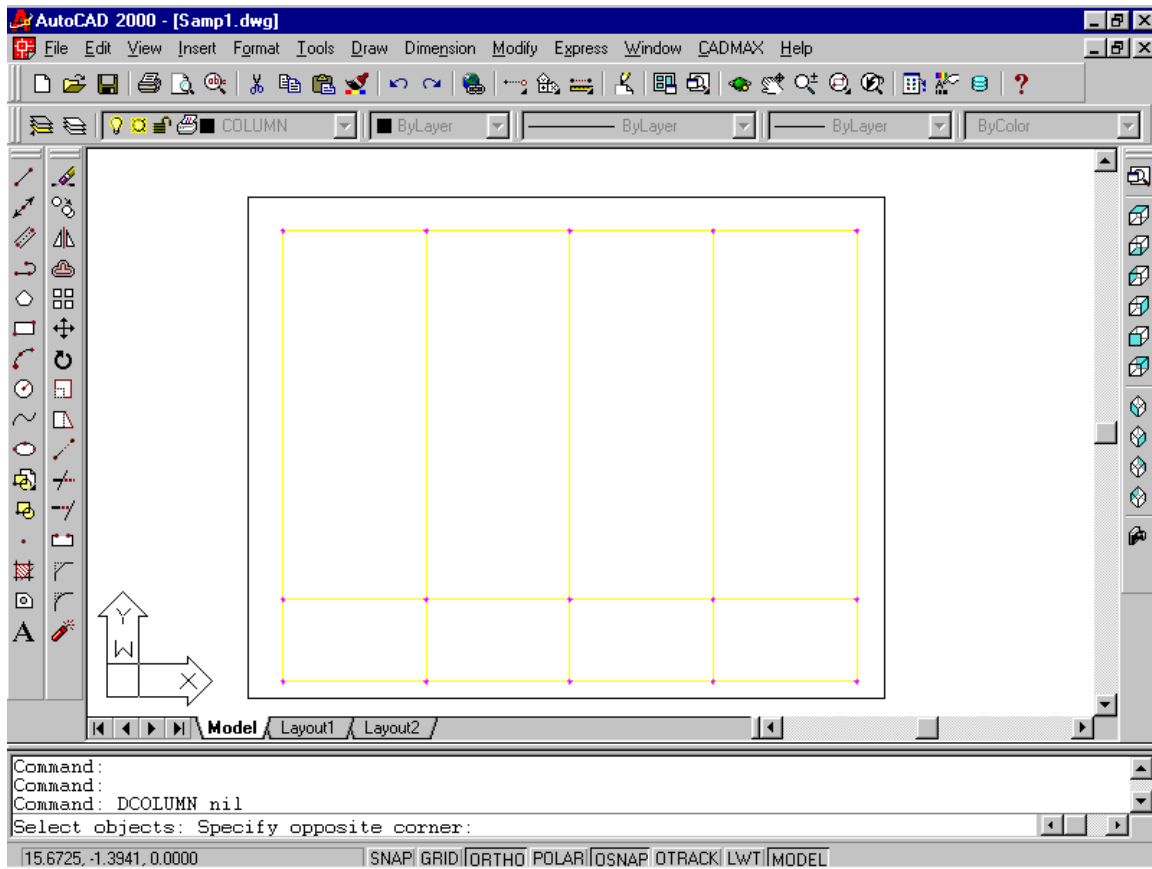 AutoCAD 2000 - [Samp1.dwg]
File Edit View Insert Format Tools Draw Dimension Modify Express Window CADMAX Help
COLUMN ByLayer ByLayer ByLayer ByColor
A
Y
W
X
Model Layout1 Layout2
Command:
Command:
Command: DCOLUMN nil
Select objects: Specify opposite corner:
15.6725, -1.3941, 0.0000 SNAP GRID ORTHO POLAR OSNAP OTRACK LWT MODEL